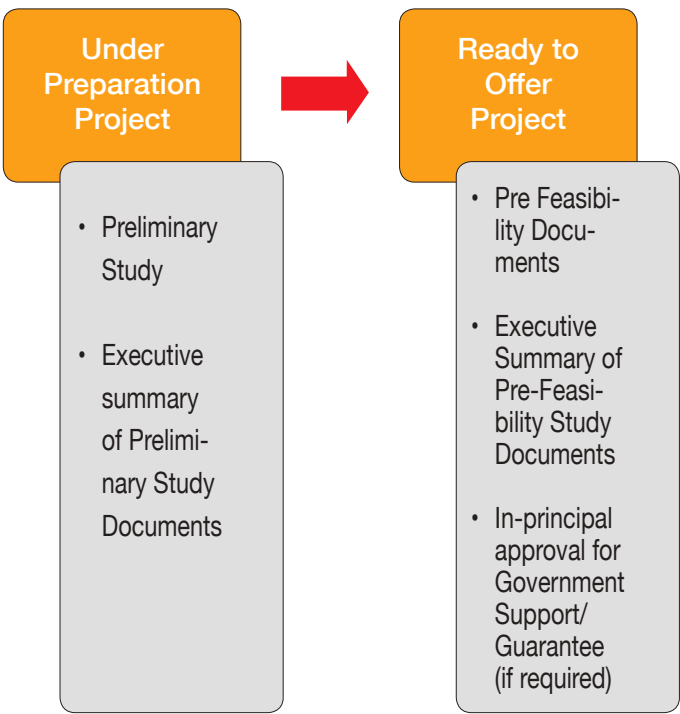 Under
Preparation
Project
• Preliminary
Study
• Executive
summary
of Prelimi-
nary Study
Documents
Ready to
Offer
Project
• Pre Feasibi-
lity Docu-
ments
• Executive
Summary of
Pre-Feasi-
bility Study
Documents
• In-principal
approval for
Government
Support/
Guarantee
(if required)